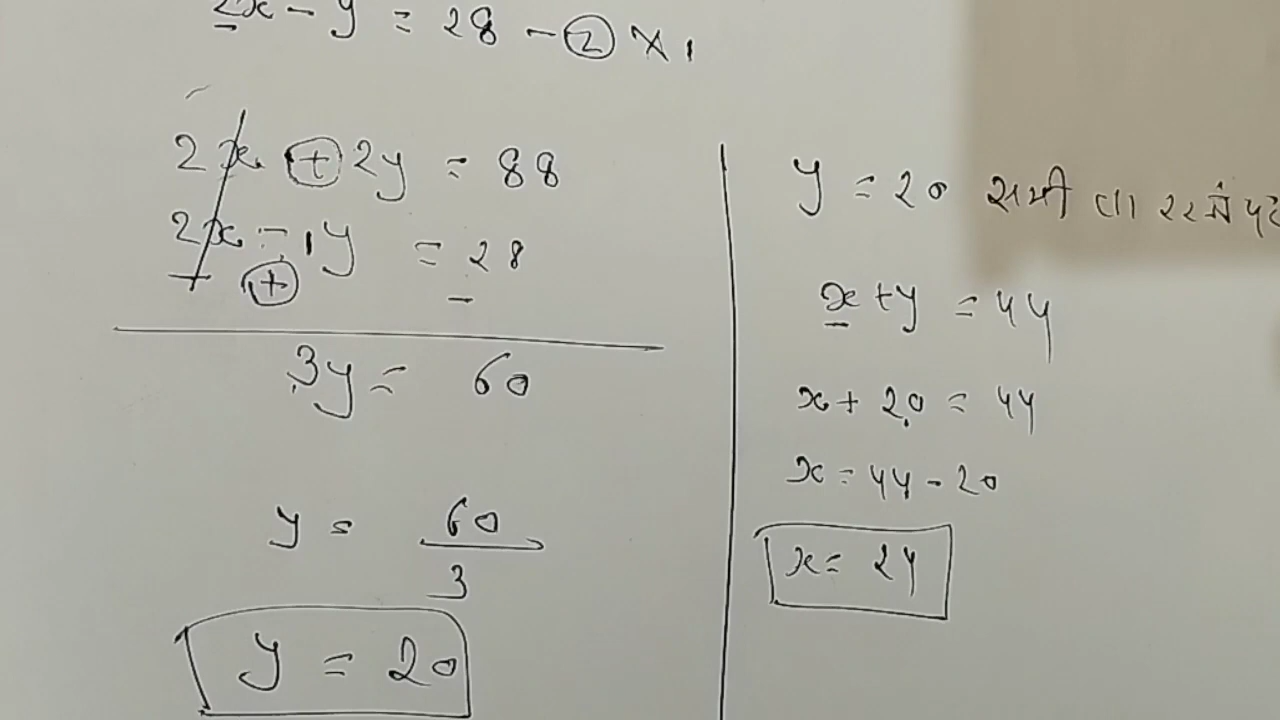 2x - y = 28 - ② × 1
2x + 2y = 88
2x - 1y = 28
- + -
3y = 60
y = 60
3
y = 20
y = 20
x + y = 44
x + 20 = 44
x = 44 - 20
x = 24